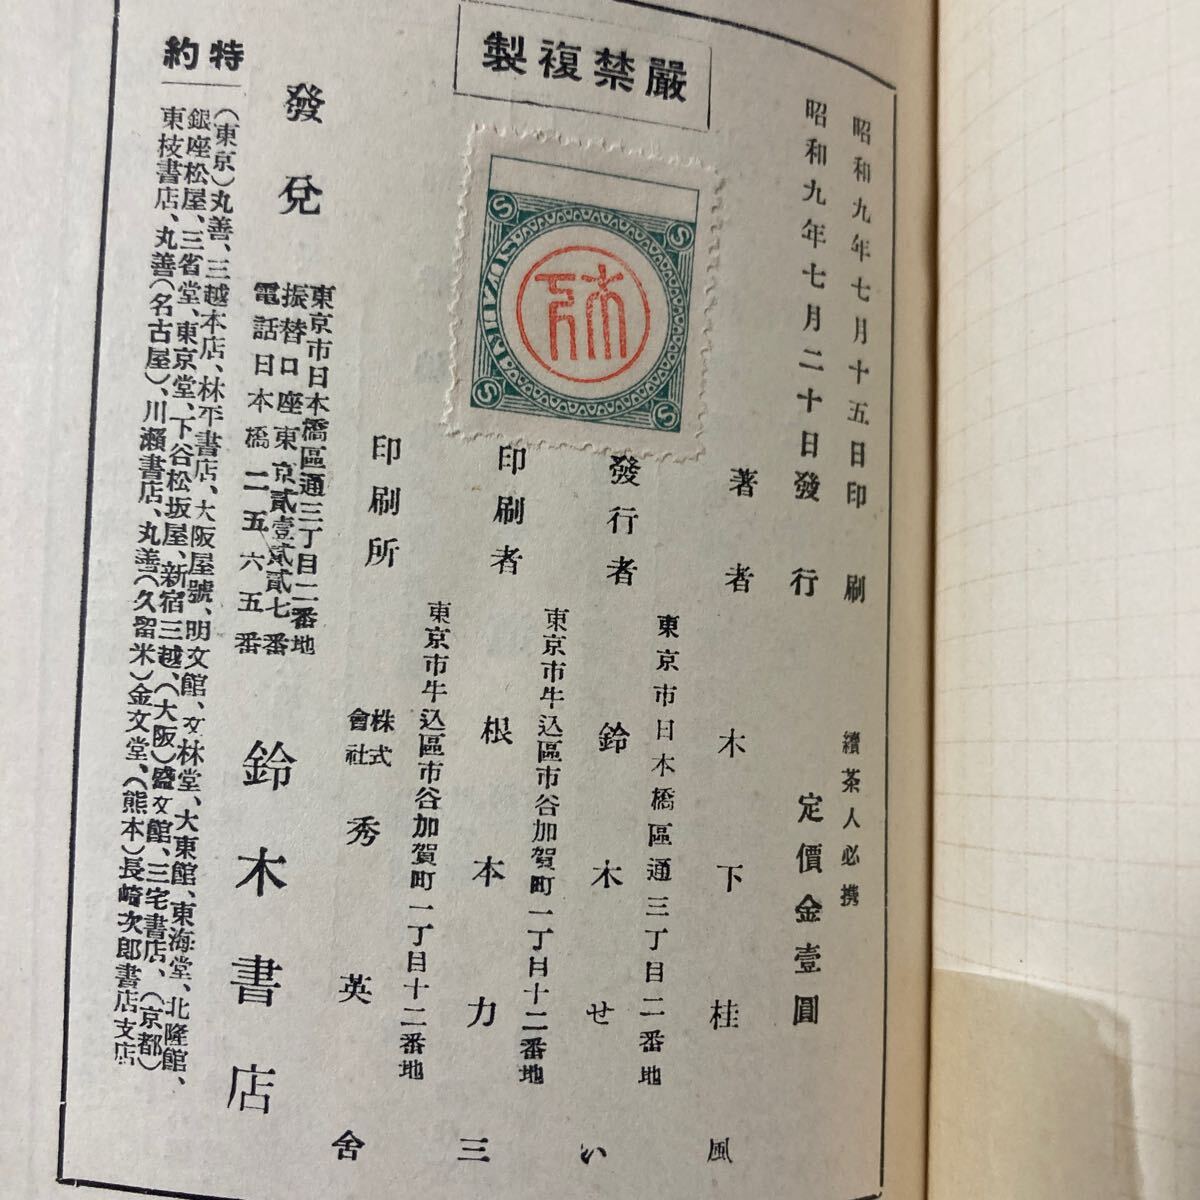 昭和九年七月十五日印刷
續茶人必携
昭和九年七月二十日發行
定價金壹圓
嚴禁複製
著者
木下桂風
東京市日本橋區通三丁目二番地
發行者
鈴木せい
東京市牛込區市谷加賀町一丁目十二番地
印刷者
根本力三
東京市牛込區市谷加賀町一丁目十二番地
印刷所
株式會社
秀英舍
發兌
東京市日本橋區通三丁目二番地
振替口座東京貳壹貳貳七番
電話日本橋二五六五番
鈴木書店
特約
(東京)丸善、三越本店、林平書店、大阪屋號、明文館、文林堂、大東館、東海堂、北隆館、
銀座松屋、三省堂、東京堂、下谷松坂屋、新宿三越、(大阪)盛文館、三宅書店、(京都)
東枝書店、丸善(名古屋)、川瀨書店、丸善(久留米)金文堂、(熊本)長崎次郎書店支店